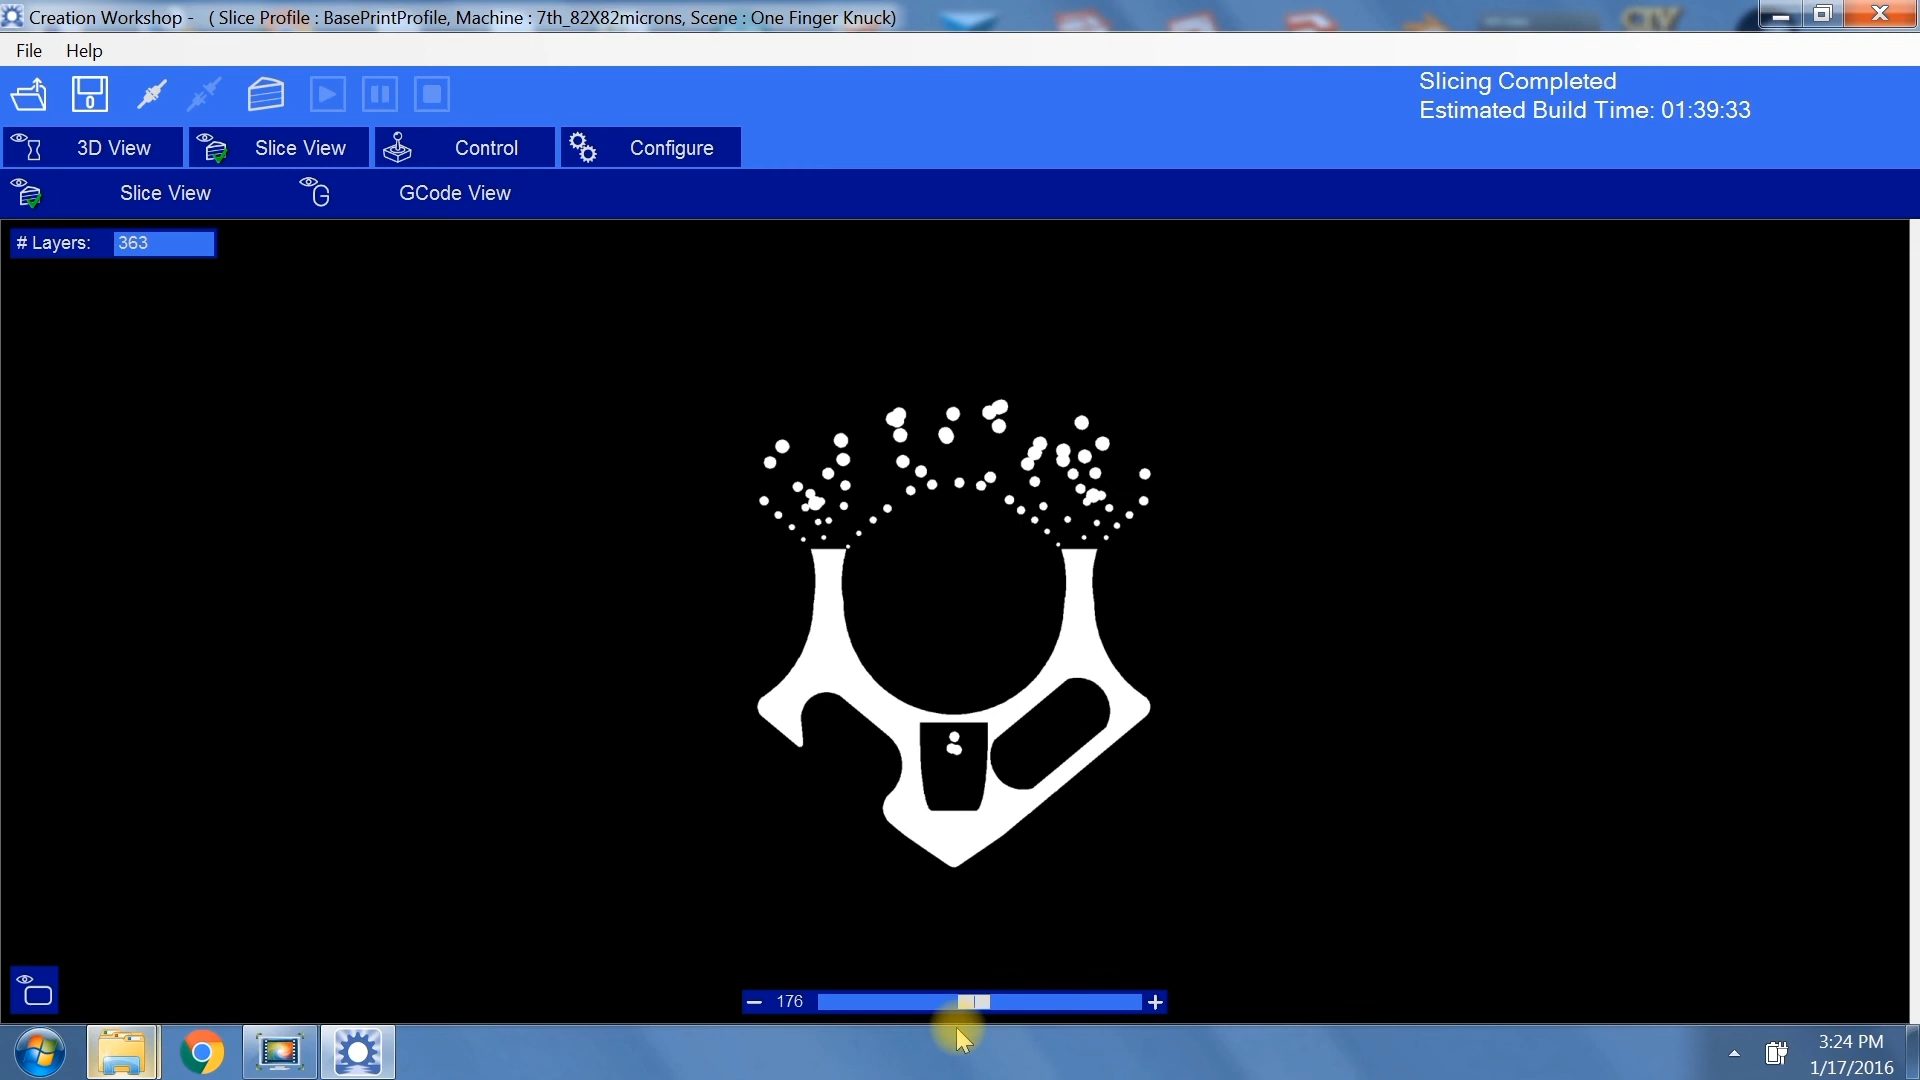 Creation Workshop -   ( Slice Profile : BasePrintProfile, Machine : 7th_82X82microns, Scene : One Finger Knuck)
File Help
Slicing Completed
Estimated Build Time: 01:39:33
3D View Slice View Control Configure
Slice View GCode View
# Layers: 363
176
3:24 PM
1/17/2016